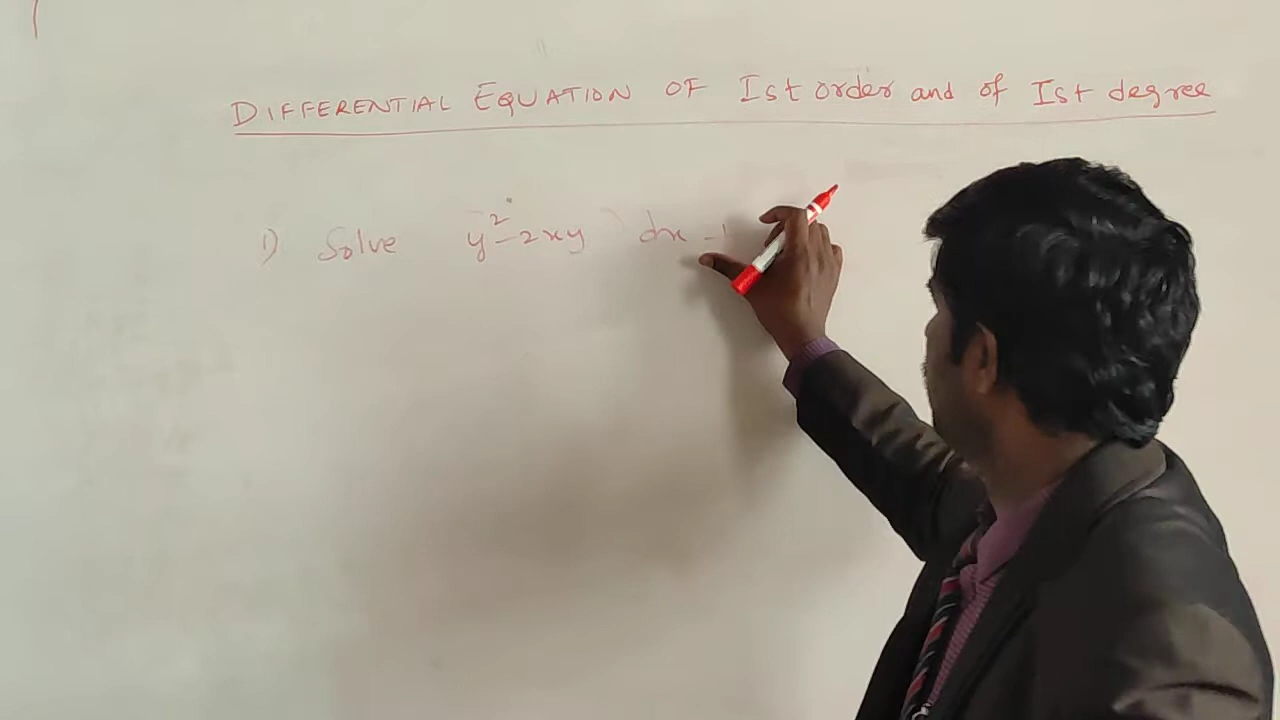 DIFFERENTIAL EQUATION OF Ist order and of Ist degree
1) Solve y²-2xy ) dx -